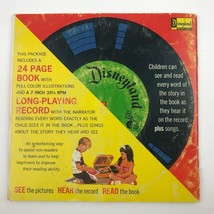 THIS PACKAGE
INCLUDES A
24 PAGE
BOOK WITH
FULL COLOR ILLUSTRATIONS
AND A 7 INCH 33⅓ RPM
LONG-PLAYING
RECORD WITH THE NARRATOR
READING EVERY WORD EXACTLY AS THE
CHILD SEES IT IN THE BOOK...PLUS SONGS
ABOUT THE STORY THEY HEAR AND SEE
An entertaining way
to assist non-readers
to learn and to help
beginners to improve
their reading ability.
Disneyland
Children can
see and read
every word of
the story in
the book as
they hear it
on the record,
plus songs.
SEE the pictures HEAR the record READ the book